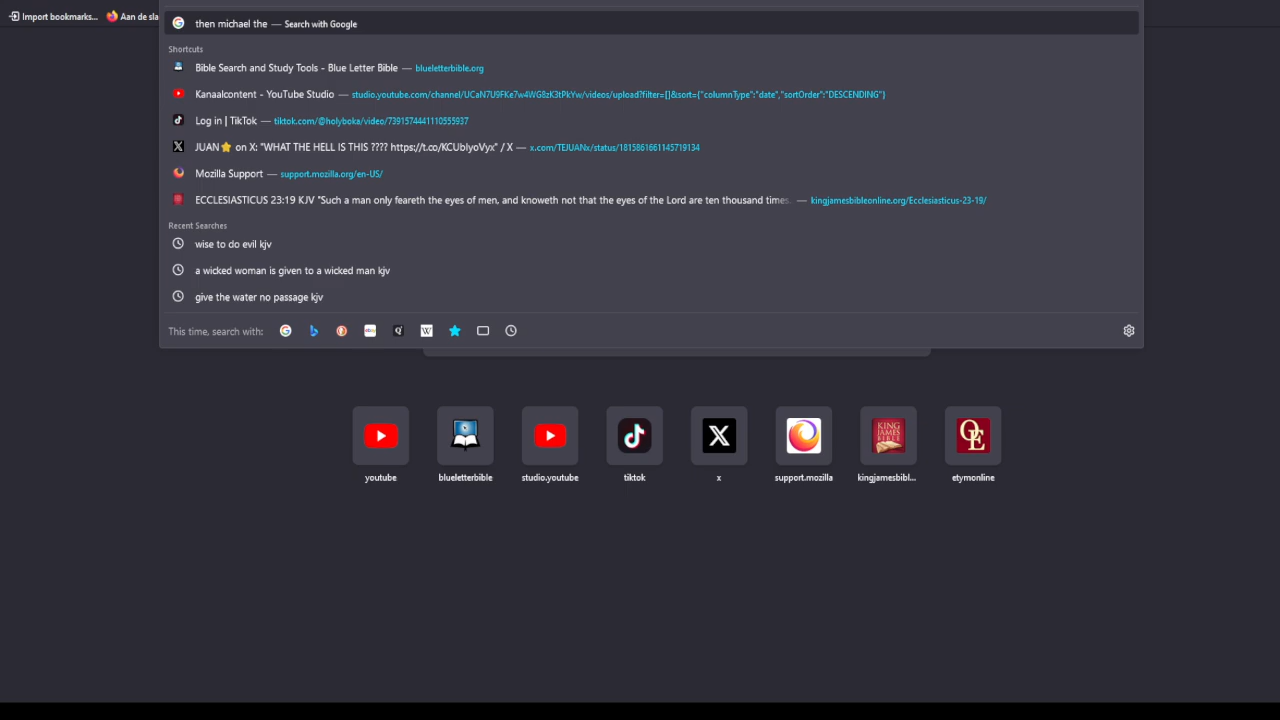 Import bookmarks... Aan de sla
then michael the — Search with Google
Shortcuts
Bible Search and Study Tools - Blue Letter Bible — blueletterbible.org
Kanaalcontent - YouTube Studio — studio.youtube.com/channel/UCaN7U9FKe7w4WG8zK3tPkYw/videos/upload?filter=[]&sort={"columnType":"date","sortOrder":"DESCENDING"}
Log in | TikTok — tiktok.com/@holyboka/video/7391574441110555937
JUAN⭐ on X: "WHAT THE HELL IS THIS ???? https://t.co/KCUbIyoVyx" / X — x.com/TEJUANx/status/1815861661145719134
Mozilla Support — support.mozilla.org/en-US/
ECCLESIASTICUS 23:19 KJV "Such a man only feareth the eyes of men, and knoweth not that the eyes of the Lord are ten thousand times — kingjamesbibleonline.org/Ecclesiasticus-23-19/
Recent Searches
wise to do evil kjv
a wicked woman is given to a wicked man kjv
give the water no passage kjv
This time, search with:
youtube blueletterbible studio.youtube tiktok x support.mozilla kingjamesbibl... etymonline